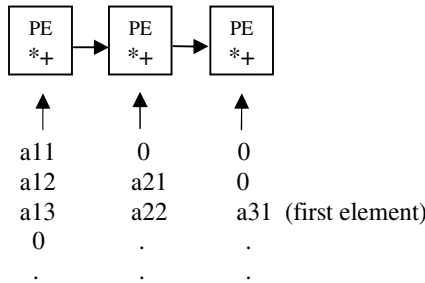 PE PE PE
*+ *+ *+
a11 0 0
a12 a21 0
a13 a22 a31 (first element)
0 . .
. . .